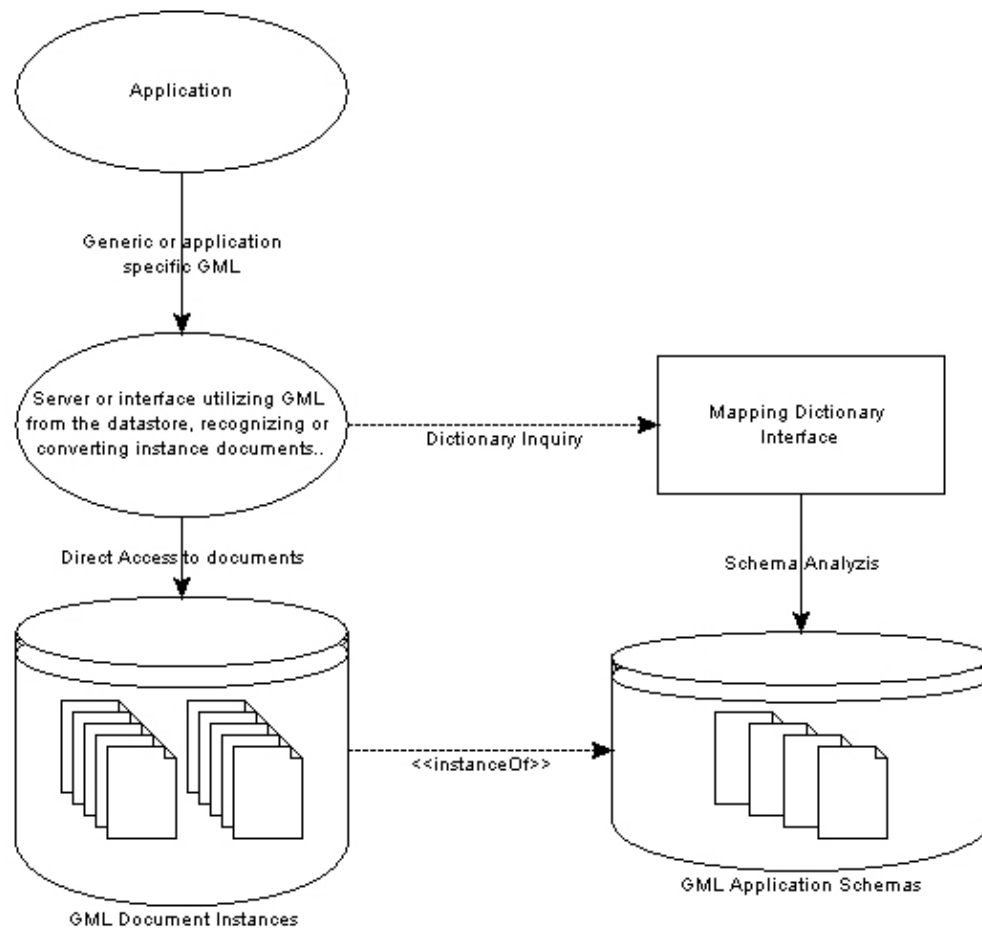 Application
Generic or application
specific GML
Server or interface utilizing GML
from the datastore, recognizing or
converting instance documents..
Dictionary Inquiry
Mapping Dictionary
Interface
Direct Access to documents
Schema Analyzis
<<instanceOf>>
GML Document Instances
GML Application Schemas